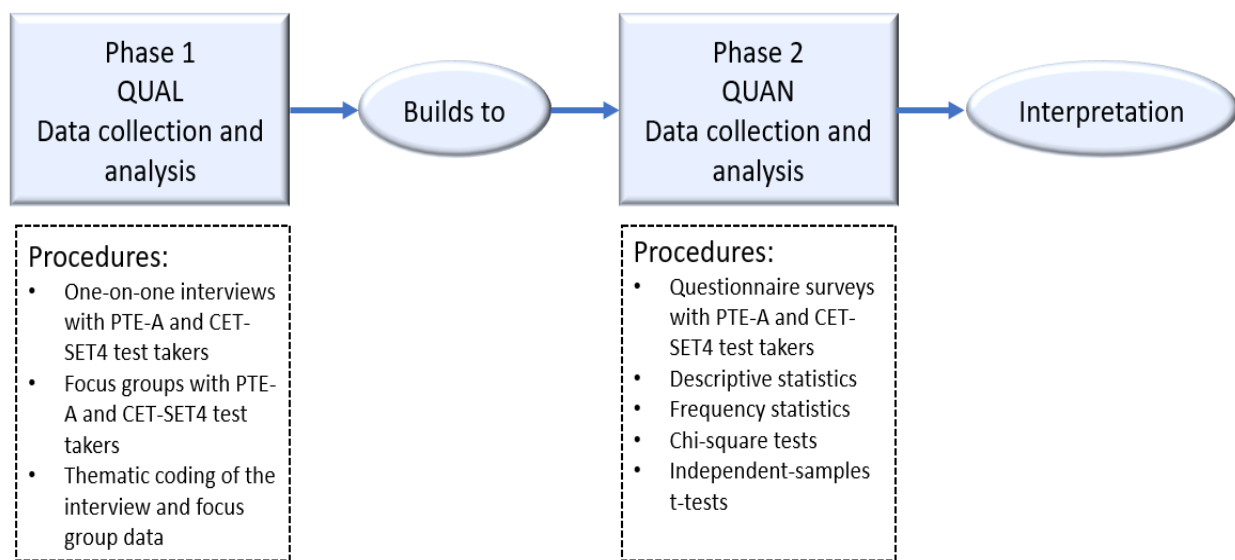 Phase 1
QUAL
Data collection and
analysis
Builds to
Phase 2
QUAN
Data collection and
analysis
Interpretation
Procedures:
• One-on-one interviews
with PTE-A and CET-
SET4 test takers
• Focus groups with PTE-
A and CET-SET4 test
takers
• Thematic coding of the
interview and focus
group data
Procedures:
• Questionnaire surveys
with PTE-A and CET-
SET4 test takers
• Descriptive statistics
• Frequency statistics
• Chi-square tests
• Independent-samples
t-tests